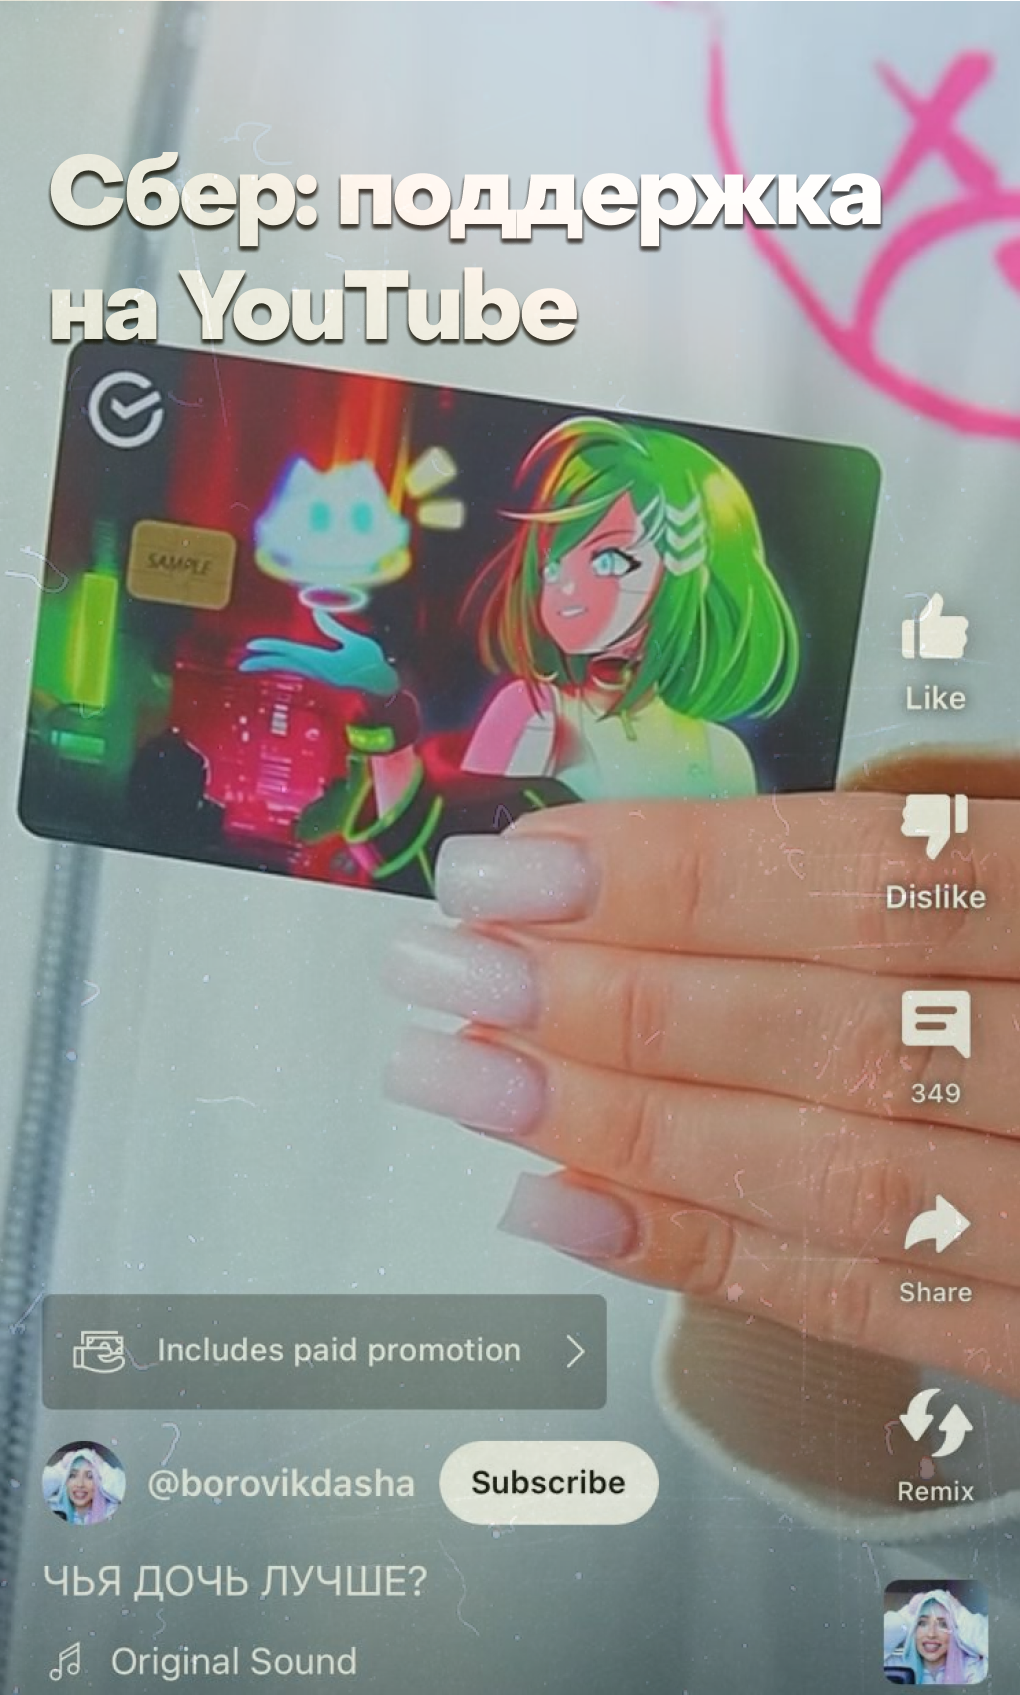 Сбер: поддержка
на YouTube
SAMPLE
Like
Dislike
349
Share
Includes paid promotion
@borovikdasha
Subscribe
Remix
ЧЬЯ ДОЧЬ ЛУЧШЕ?
Original Sound